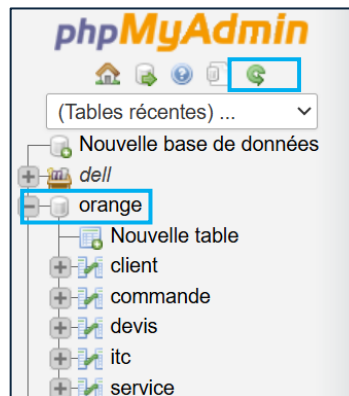 phpMyAdmin
(Tables récentes) ...
Nouvelle base de données
dell
orange
Nouvelle table
client
commande
devis
itc
service